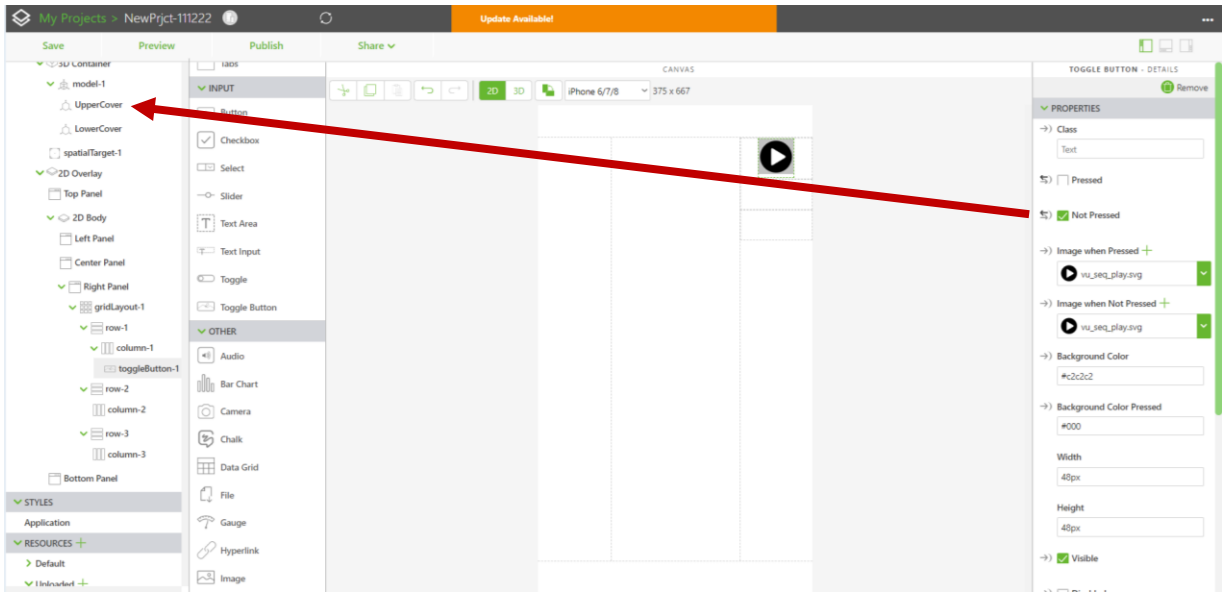 My Projects > NewPrjct-111222
Update Available!
Save
Preview
Publish
Share
3D Container
model-1
UpperCover
LowerCover
spatialTarget-1
2D Overlay
Top Panel
2D Body
Left Panel
Center Panel
Right Panel
gridLayout-1
row-1
column-1
toggleButton-1
row-2
column-2
row-3
column-3
Bottom Panel
STYLES
Application
RESOURCES
Default
Uploaded
Tabs
INPUT
Button
Checkbox
Select
Slider
Text Area
Text Input
Toggle
Toggle Button
OTHER
Audio
Bar Chart
Camera
Chalk
Data Grid
File
Gauge
Hyperlink
Image
CANVAS
2D
3D
iPhone 6/7/8
375 x 667
TOGGLE BUTTON - DETAILS
Remove
PROPERTIES
Class
Text
Pressed
Not Pressed
Image when Pressed
vu_seq_play.svg
Image when Not Pressed
vu_seq_play.svg
Background Color
#c2c2c2
Background Color Pressed
#000
Width
48px
Height
48px
Visible